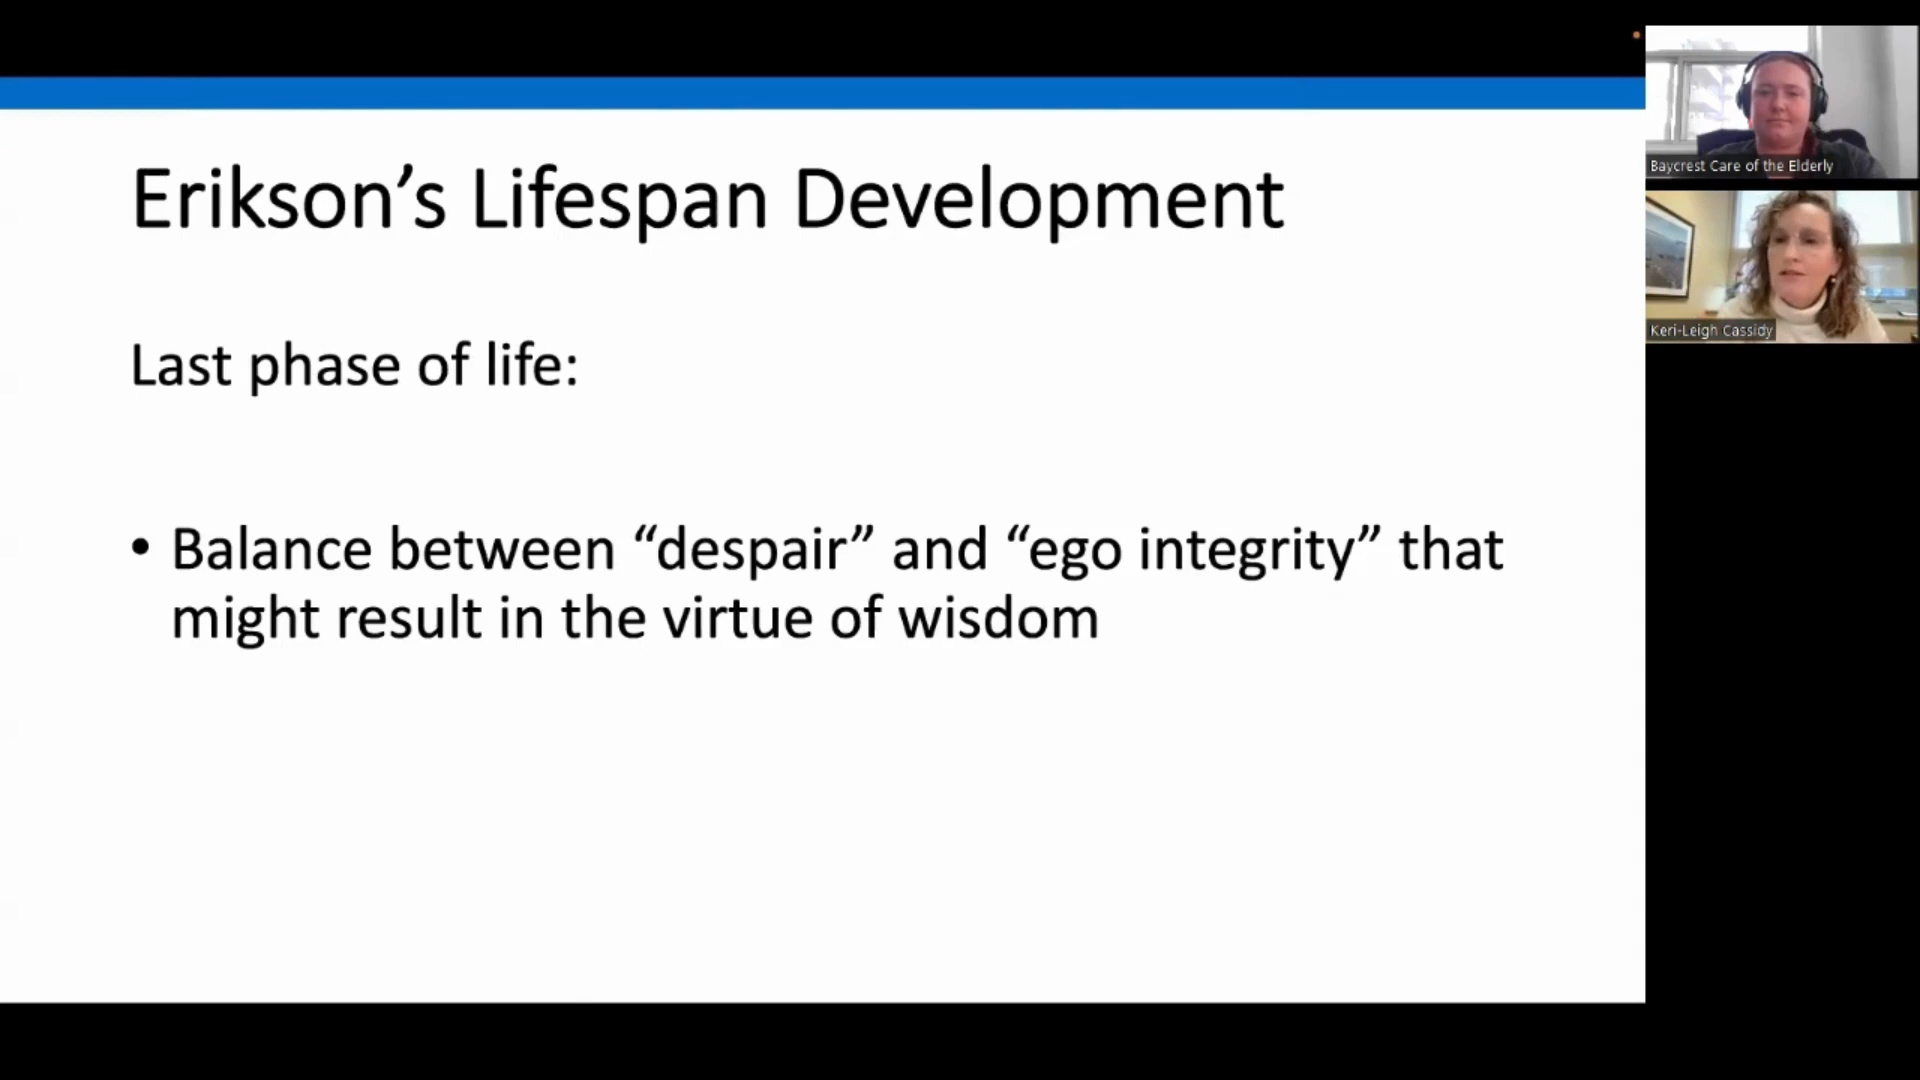 Erikson’s Lifespan Development
Last phase of life:
• Balance between “despair” and “ego integrity” that
might result in the virtue of wisdom
Baycrest Care of the Elderly
Keri-Leigh Cassidy